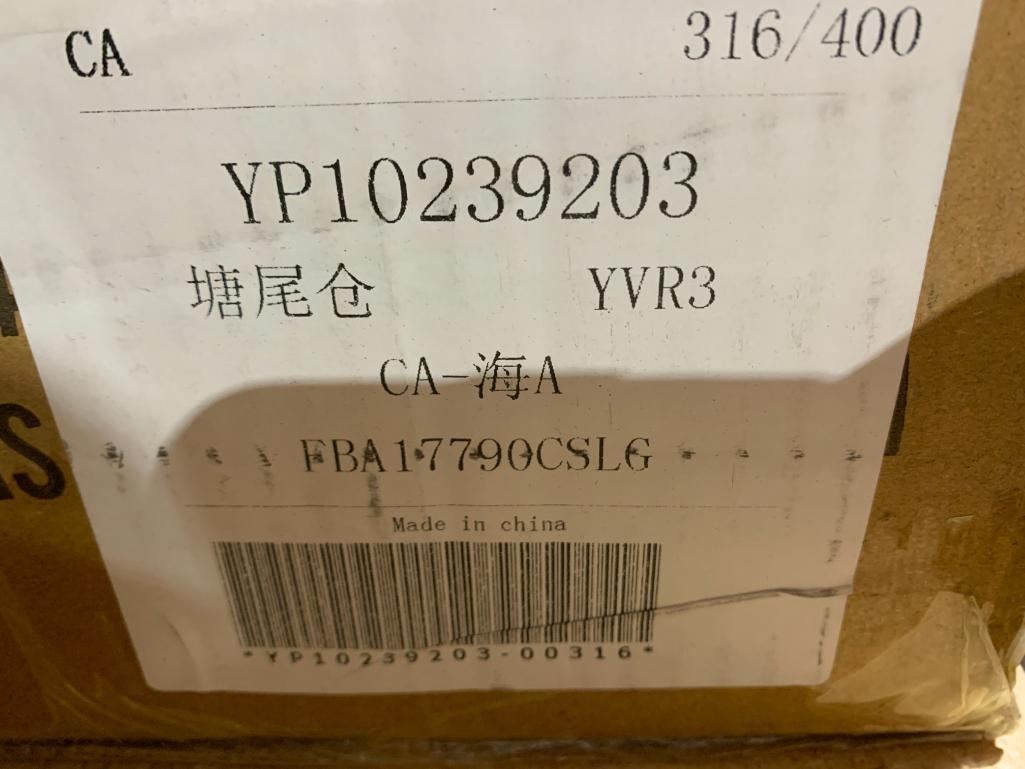 CA 316/400
YP10239203
塘尾仓 YVR3
CA-海A
FBA17790CSLG
Made in china
*YP10239203-00316*